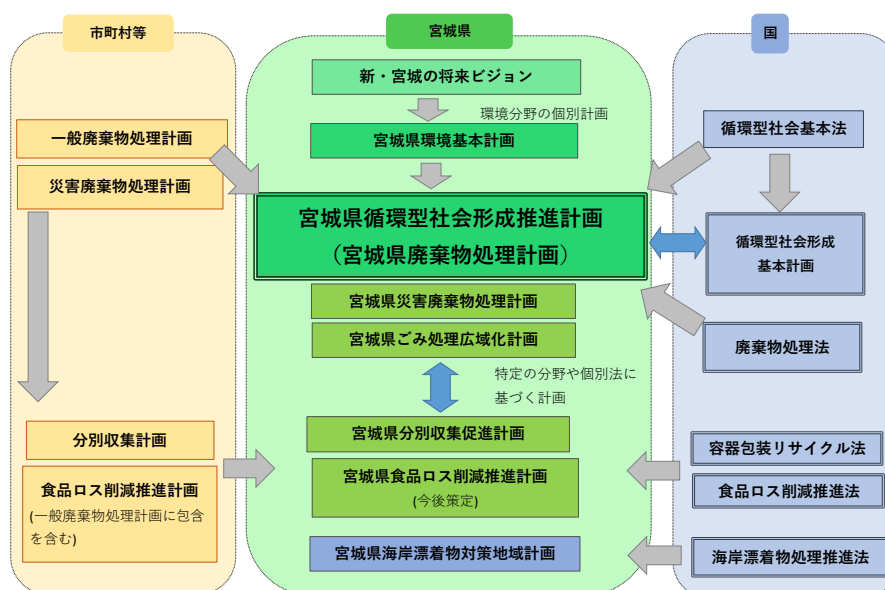 市町村等
一般廃棄物処理計画
災害廃棄物処理計画
分別収集計画
食品ロス削減推進計画
(一般廃棄物処理計画に包含
を含む)
宮城県
新・宮城の将来ビジョン
環境分野の個別計画
宮城県環境基本計画
宮城県循環型社会形成推進計画
（宮城県廃棄物処理計画）
宮城県災害廃棄物処理計画
宮城県ごみ処理広域化計画
特定の分野や個別法に
基づく計画
宮城県分別収集促進計画
宮城県食品ロス削減推進計画
(今後策定)
宮城県海岸漂着物対策地域計画
国
循環型社会基本法
循環型社会形成
基本計画
廃棄物処理法
容器包装リサイクル法
食品ロス削減推進法
海岸漂着物処理推進法